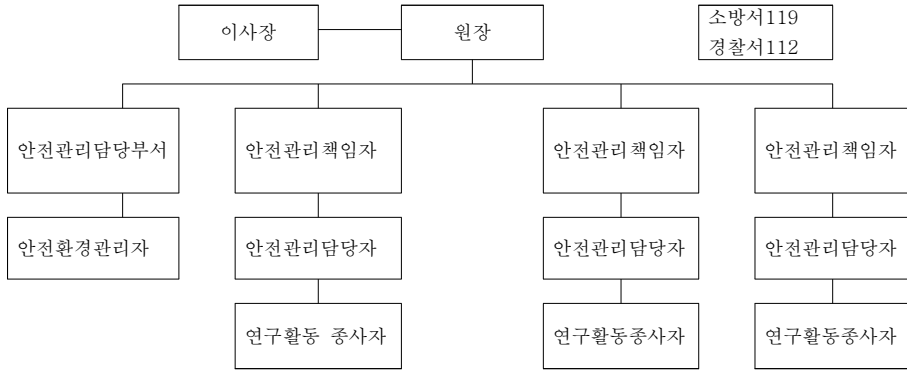 이사장
원장
소방서119
경찰서112
안전관리담당부서
안전관리책임자
안전관리책임자
안전관리책임자
안전환경관리자
안전관리담당자
안전관리담당자
안전관리담당자
연구활동 종사자
연구활동종사자
연구활동종사자